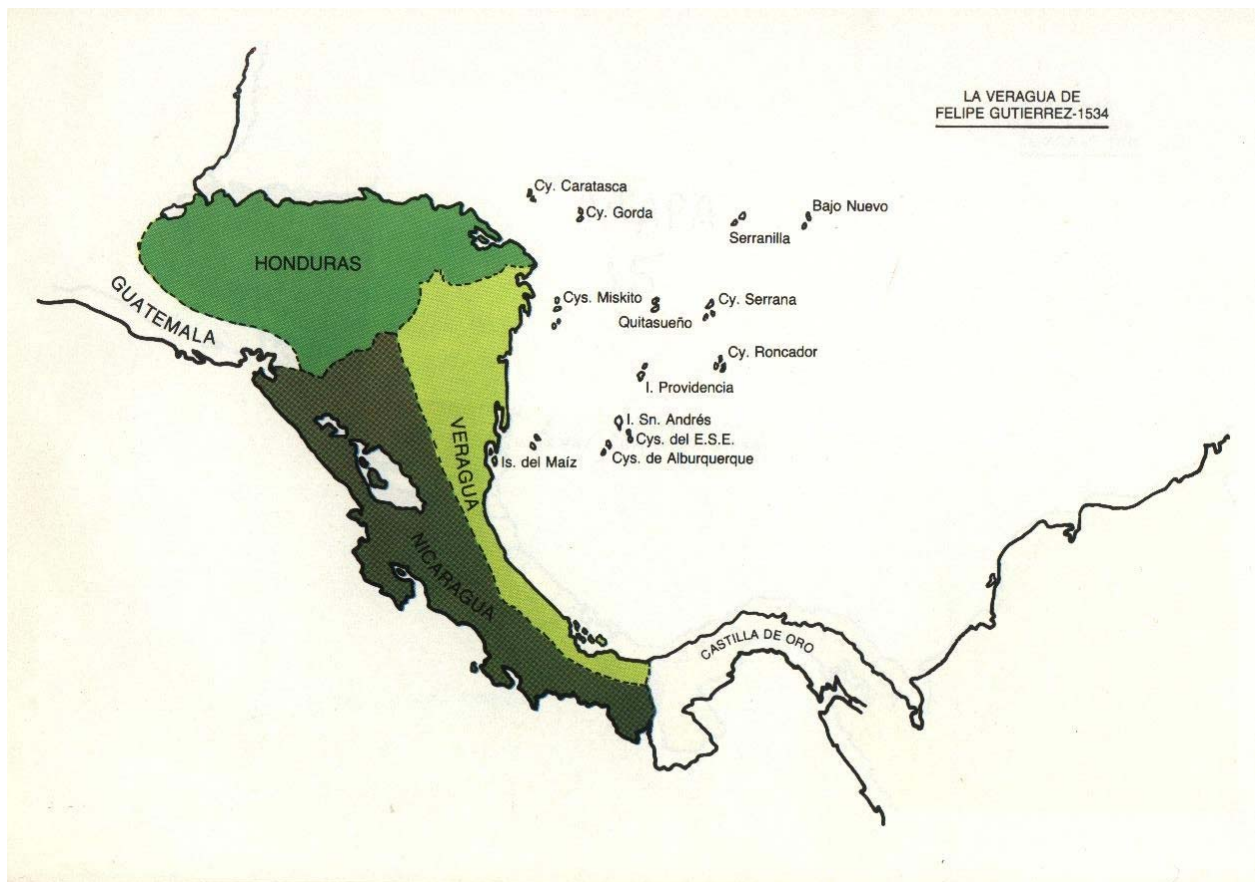 LA VERAGUA DE
FELIPE GUTIERREZ-1534
Cy. Caratasca
Cy. Gorda
Bajo Nuevo
Serranilla
HONDURAS
GUATEMALA
Cys. Miskito
Quitasueño
Cy. Serrana
Cy. Roncador
I. Providencia
I. Sn. Andrés
Cys. del E.S.E.
Cys. de Alburquerque
Is. del Maíz
VERAGUA
NICARAGUA
CASTILLA DE ORO